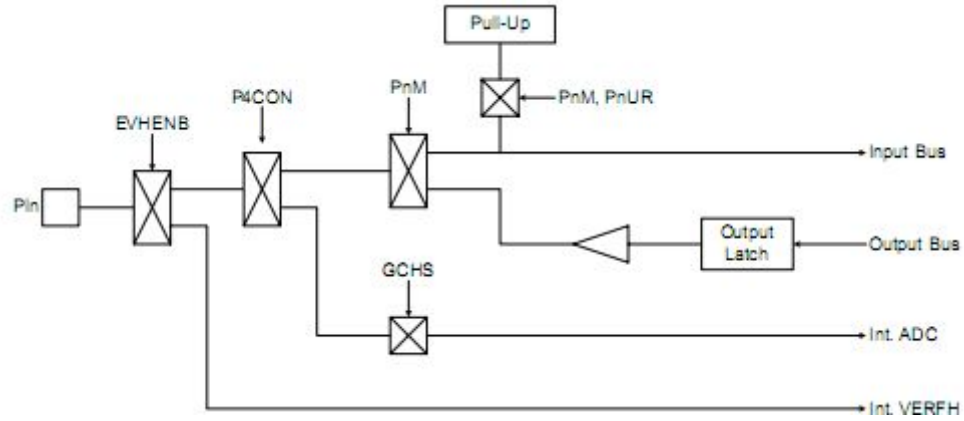 Pull-Up
PnM
P4CON
PnM, PnUR
EVHENB
Input Bus
Pin
Output
Latch
Output Bus
GCHS
Int. ADC
Int. VERFH